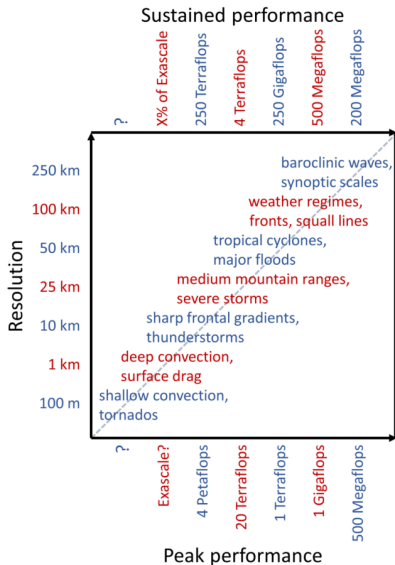 Sustained performance
?
X% of Exascale
250 Terraflops
4 Terraflops
250 Gigaflops
500 Megaflops
200 Megaflops
Resolution
250 km
100 km
50 km
25 km
10 km
1 km
100 m
baroclinic waves,
synoptic scales
weather regimes,
fronts, squall lines
tropical cyclones,
major floods
medium mountain ranges,
severe storms
sharp frontal gradients,
thunderstorms
deep convection,
surface drag
shallow convection,
tornados
?
Exascale?
4 Petaflops
20 Terraflops
1 Terraflops
1 Gigaflops
500 Megaflops
Peak performance